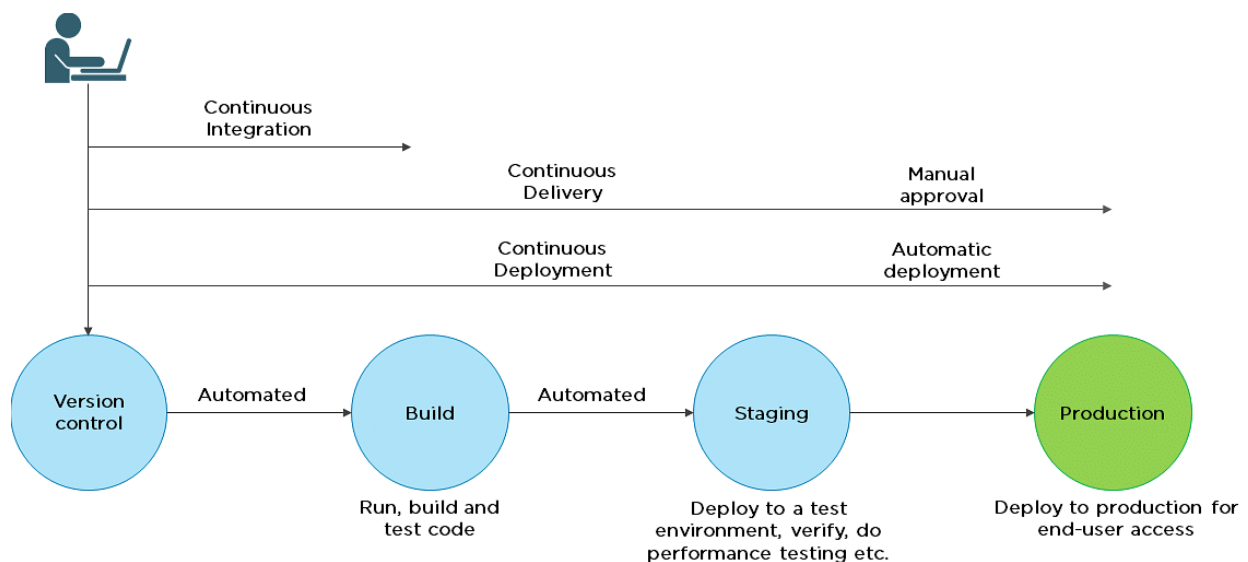 Continuous
Integration
Continuous
Delivery
Manual
approval
Continuous
Deployment
Automatic
deployment
Version
control
Automated
Build
Automated
Staging
Production
Run, build and
test code
Deploy to a test
environment, verify, do
performance testing etc.
Deploy to production for
end-user access